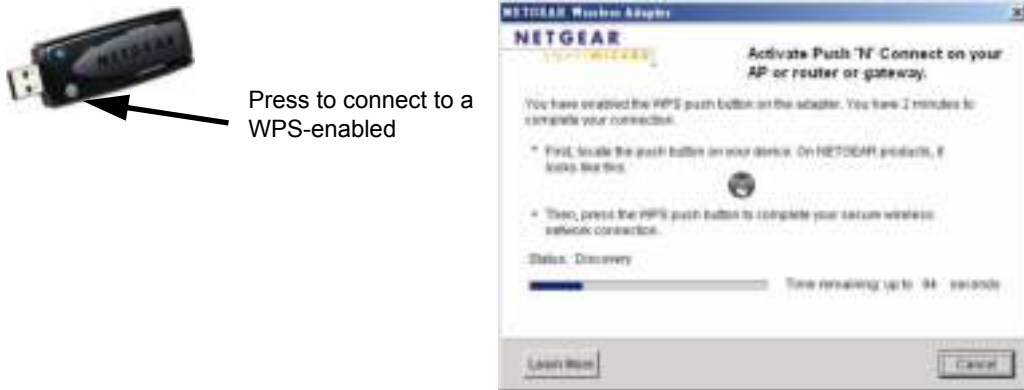 NETGEAR
Press to connect to a
WPS-enabled
NETGEAR Wireless Adapter
NETGEAR
WIZARD
Activate Push 'N' Connect on your
AP or router or gateway.
You have enabled the WPS push button on the adapter. You have 2 minutes to
complete your connection.
* First, locate the push button on your device. On NETGEAR products, it
looks like this:
* Then, press the WPS push button to complete your secure wireless
network connection.
Status: Discovery
Time remaining: up to 94 seconds
Learn More
Cancel